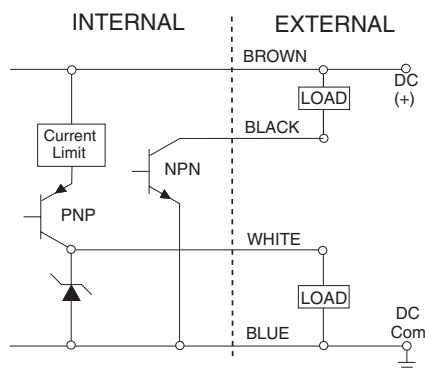 INTERNAL
EXTERNAL
BROWN
DC
(+)
LOAD
BLACK
Current
Limit
NPN
PNP
WHITE
LOAD
DC
Com
BLUE